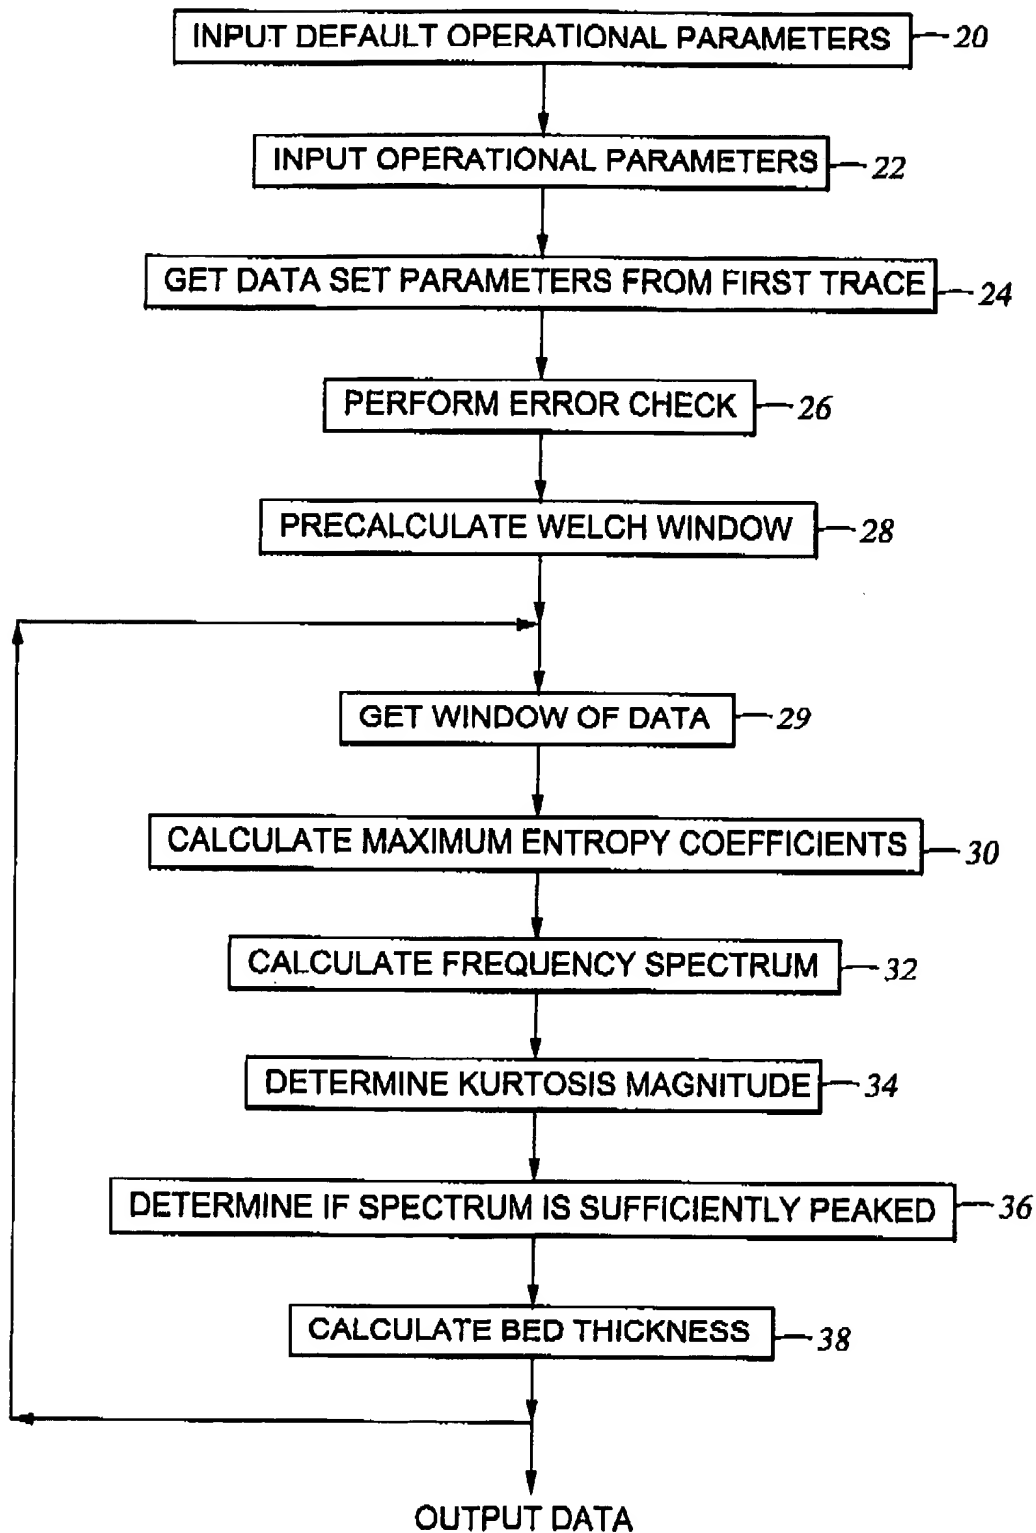 INPUT DEFAULT OPERATIONAL PARAMETERS 20
INPUT OPERATIONAL PARAMETERS 22
GET DATA SET PARAMETERS FROM FIRST TRACE 24
PERFORM ERROR CHECK 26
PRECALCULATE WELCH WINDOW 28
GET WINDOW OF DATA 29
CALCULATE MAXIMUM ENTROPY COEFFICIENTS 30
CALCULATE FREQUENCY SPECTRUM 32
DETERMINE KURTOSIS MAGNITUDE 34
DETERMINE IF SPECTRUM IS SUFFICIENTLY PEAKED 36
CALCULATE BED THICKNESS 38
OUTPUT DATA